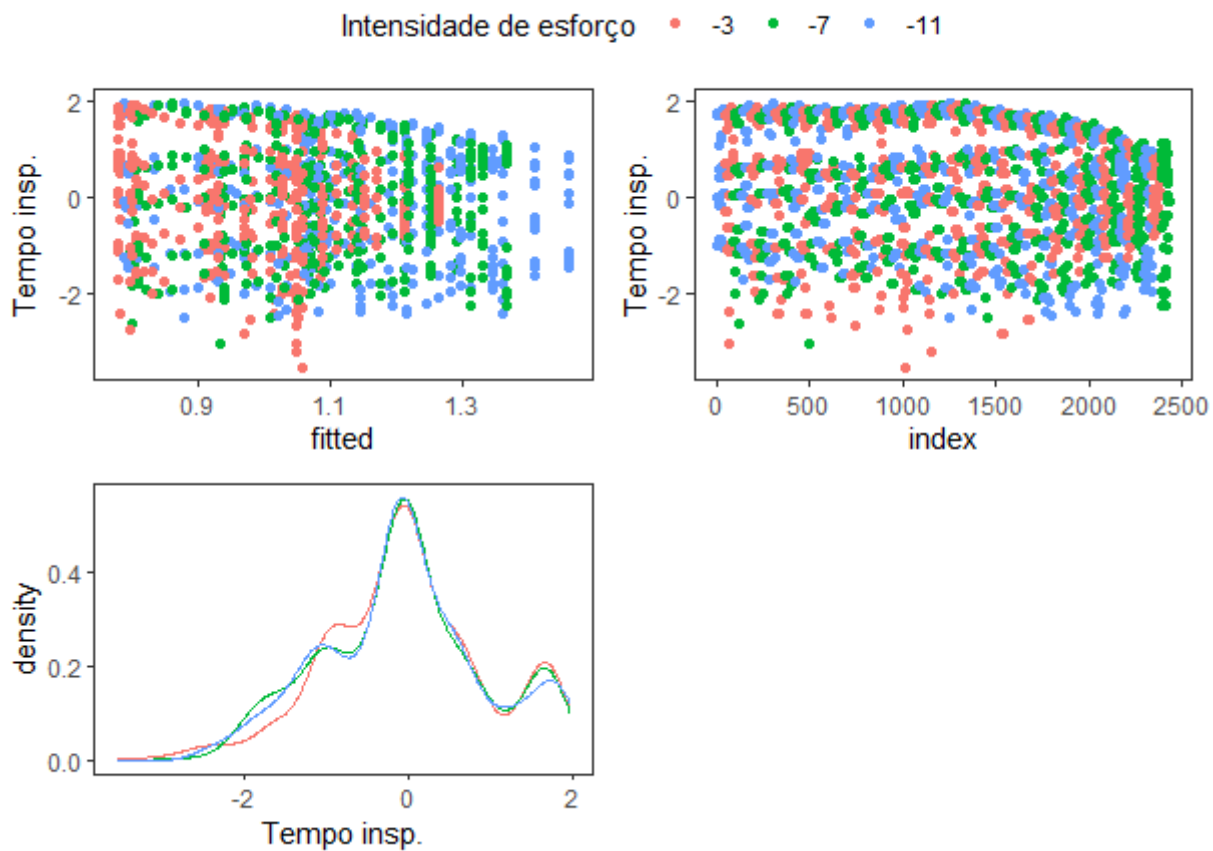 Intensidade de esforço -3 -7 -11
Tempo insp.
2
0
-2
0.9 1.1 1.3
fitted
Tempo insp.
2
0
-2
0 500 1000 1500 2000 2500
index
density
0.4
0.2
0.0
-2 0 2
Tempo insp.